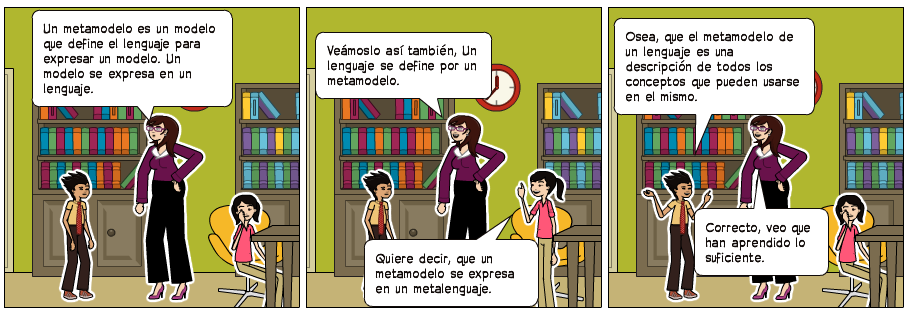 Un metamodelo es un modelo
que define el lenguaje para
expresar un modelo. Un
modelo se expresa en un
lenguaje.
Veámoslo así también, Un
lenguaje se define por un
metamodelo.
Quiere decir, que un
metamodelo se expresa
en un metalenguaje.
Osea, que el metamodelo de
un lenguaje es una
descripción de todos los
conceptos que pueden usarse
en el mismo.
Correcto, veo que
han aprendido lo
suficiente.